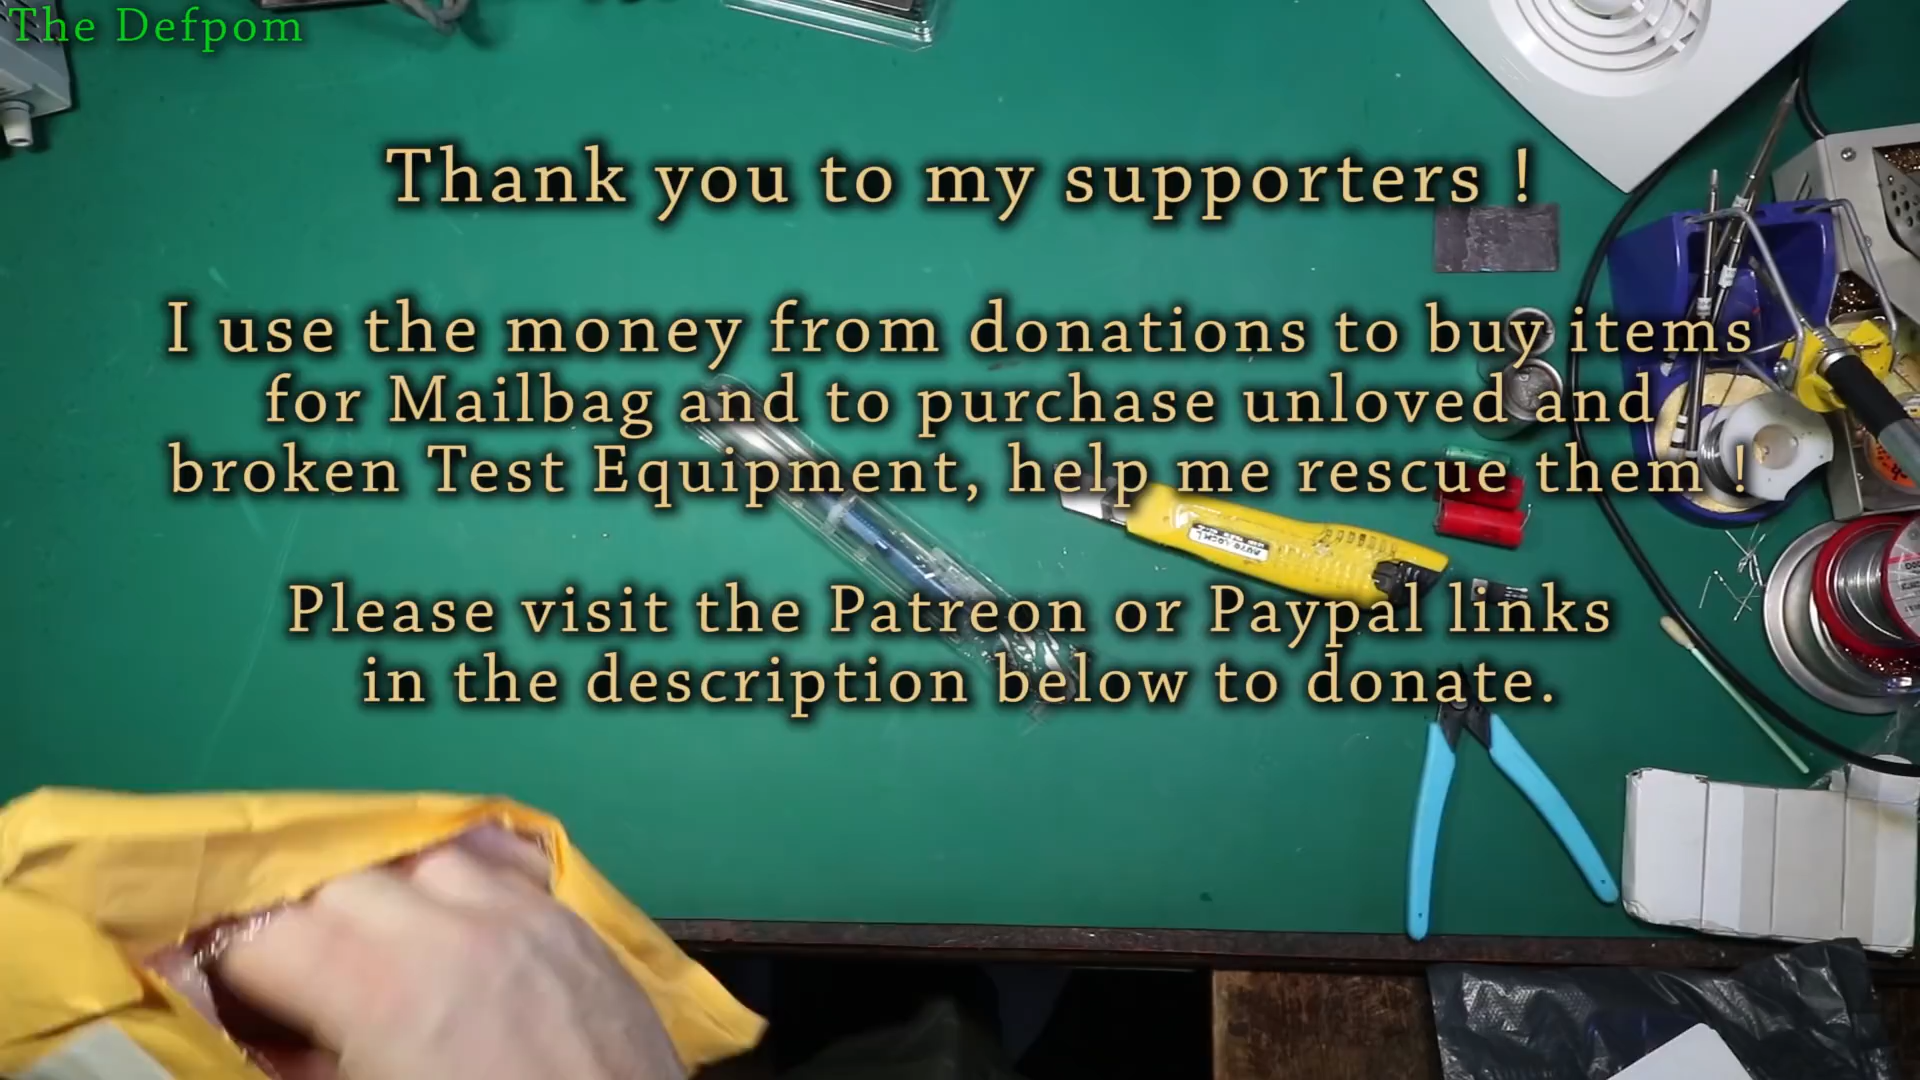 The Defpom
Thank you to my supporters !
I use the money from donations to buy items
for Mailbag and to purchase unloved and
broken Test Equipment, help me rescue them !
Please visit the Patreon or Paypal links
in the description below to donate.
AUTO LOCK